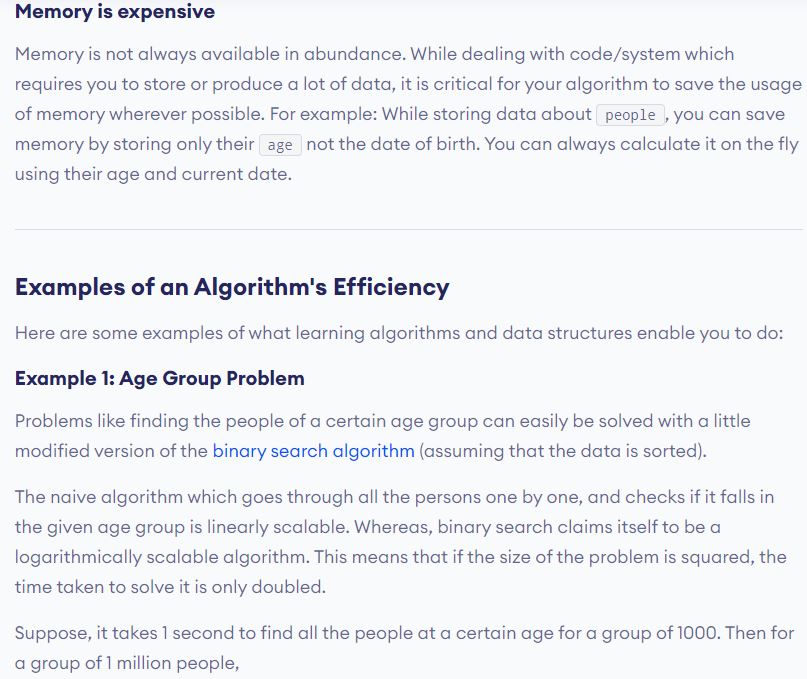 Memory is expensive
Memory is not always available in abundance. While dealing with code/system which
requires you to store or produce a lot of data, it is critical for your algorithm to save the usage
of memory wherever possible. For example: While storing data about people, you can save
memory by storing only their age not the date of birth. You can always calculate it on the fly
using their age and current date.
Examples of an Algorithm's Efficiency
Here are some examples of what learning algorithms and data structures enable you to do:
Example 1: Age Group Problem
Problems like finding the people of a certain age group can easily be solved with a little
modified version of the binary search algorithm (assuming that the data is sorted).
The naive algorithm which goes through all the persons one by one, and checks if it falls in
the given age group is linearly scalable. Whereas, binary search claims itself to be a
logarithmically scalable algorithm. This means that if the size of the problem is squared, the
time taken to solve it is only doubled.
Suppose, it takes 1 second to find all the people at a certain age for a group of 1000. Then for
a group of 1 million people,